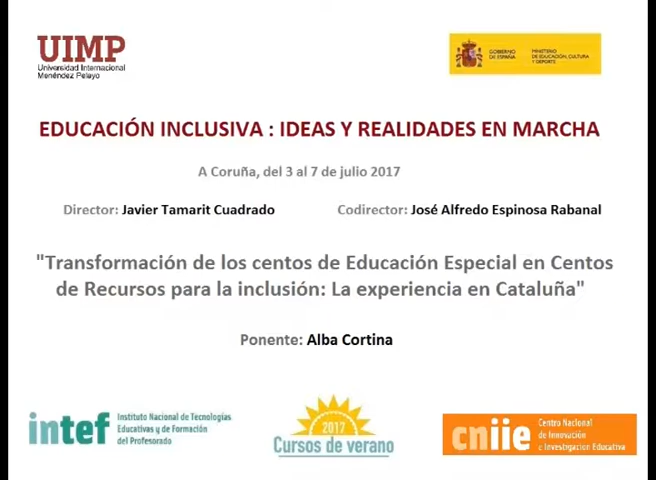 UIMP
Universidad Internacional
Menéndez Pelayo
GOBIERNO
DE ESPAÑA
MINISTERIO
DE EDUCACIÓN, CULTURA
Y DEPORTE
EDUCACIÓN INCLUSIVA : IDEAS Y REALIDADES EN MARCHA
A Coruña, del 3 al 7 de julio 2017
Director: Javier Tamarit Cuadrado
Codirector: José Alfredo Espinosa Rabanal
"Transformación de los centos de Educación Especial en Centos
de Recursos para la inclusión: La experiencia en Cataluña"
Ponente: Alba Cortina
intef
Instituto Nacional de Tecnologías
Educativas y de Formación
del Profesorado
2017
Cursos de verano
cniie
Centro Nacional
de Innovación
e Investigación Educativa